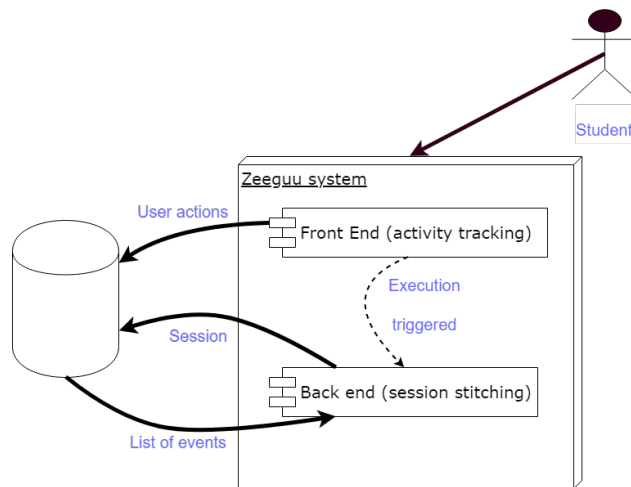 Student
Zeeguu system
User actions
Front End (activity tracking)
Execution
triggered
Session
Back end (session stitching)
List of events